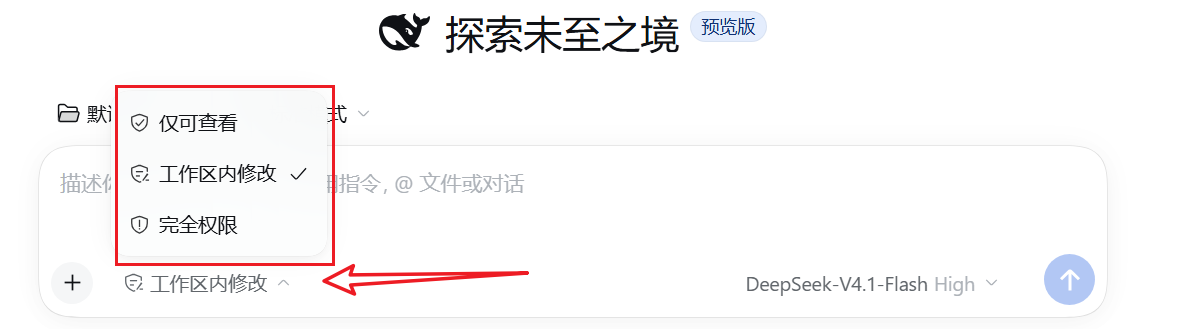 探索未至之境 预览版
默
式
仅可查看
工作区内修改
完全权限
描述
指令, @ 文件或对话
工作区内修改
DeepSeek-V4.1-Flash High